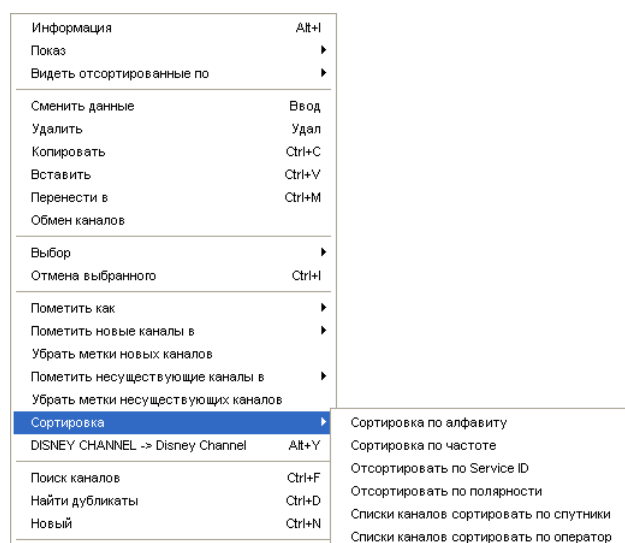 Информация Alt+I
Показ
Видеть отсортированные по
Сменить данные Ввод
Удалить Удал
Копировать Ctrl+C
Вставить Ctrl+V
Перенести в Ctrl+M
Обмен каналов
Выбор
Отмена выбранного Ctrl+I
Пометить как
Пометить новые каналы в
Убрать метки новых каналов
Пометить несуществующие каналы в
Убрать метки несуществующих каналов
Сортировка
DISNEY CHANNEL -> Disney Channel Alt+Y
Поиск каналов Ctrl+F
Найти дубликаты Ctrl+D
Новый Ctrl+N
Сортировка по алфавиту
Сортировка по частоте
Отсортировать по Service ID
Отсортировать по полярности
Списки каналов сортировать по спутники
Списки каналов сортировать по оператор